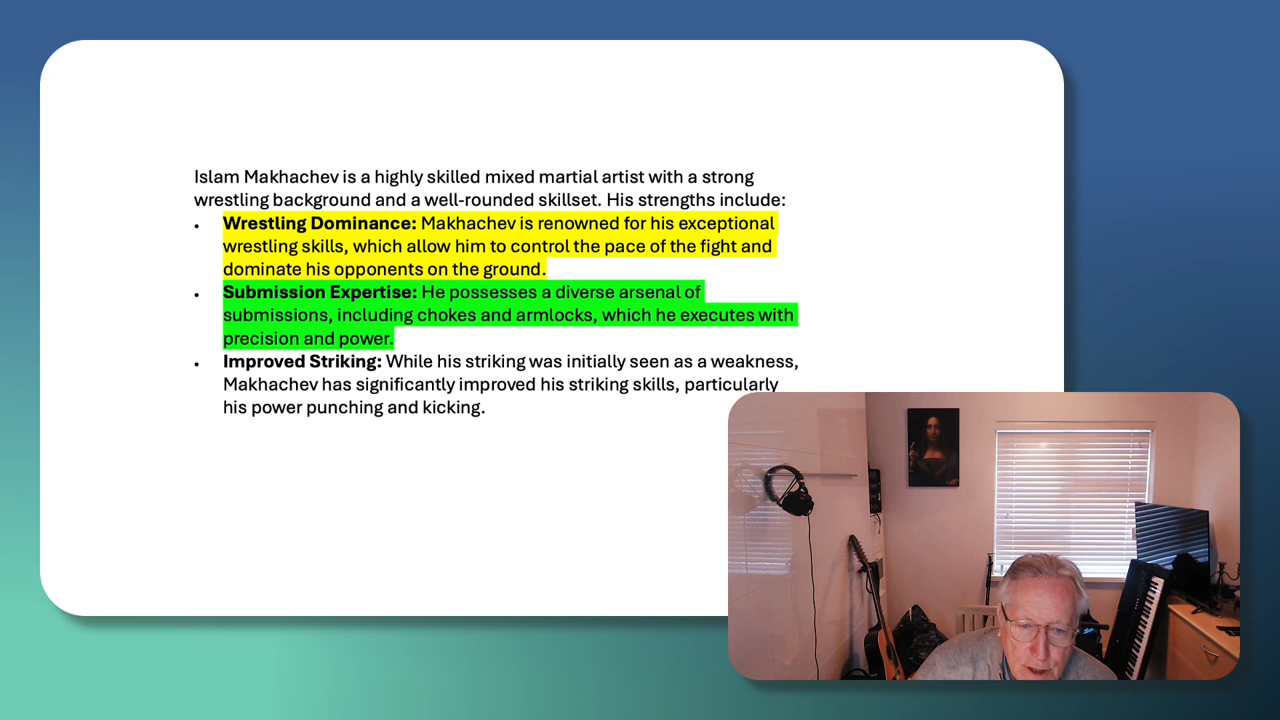 Islam Makhachev is a highly skilled mixed martial artist with a strong
wrestling background and a well-rounded skillset. His strengths include:
• Wrestling Dominance: Makhachev is renowned for his exceptional
wrestling skills, which allow him to control the pace of the fight and
dominate his opponents on the ground.
• Submission Expertise: He possesses a diverse arsenal of
submissions, including chokes and armlocks, which he executes with
precision and power.
• Improved Striking: While his striking was initially seen as a weakness,
Makhachev has significantly improved his striking skills, particularly
his power punching and kicking.